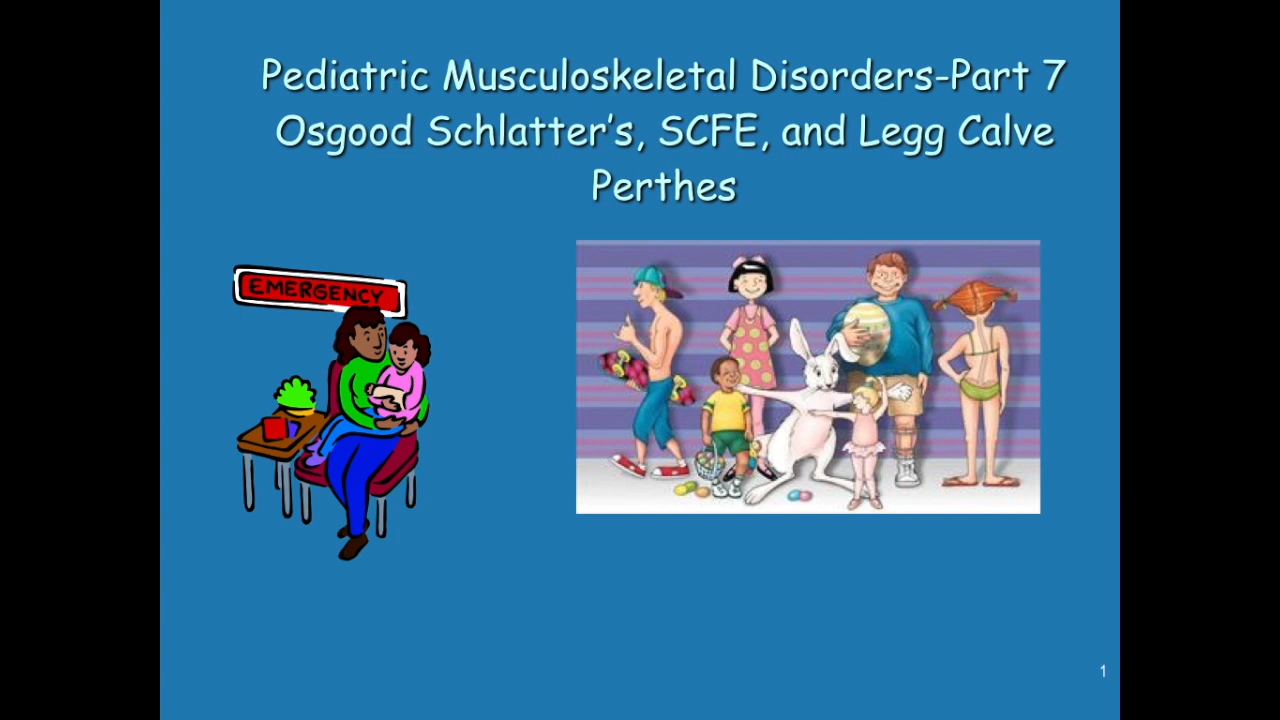 Pediatric Musculoskeletal Disorders-Part 7
Osgood Schlatter’s, SCFE, and Legg Calve
Perthes
EMERGENCY
1